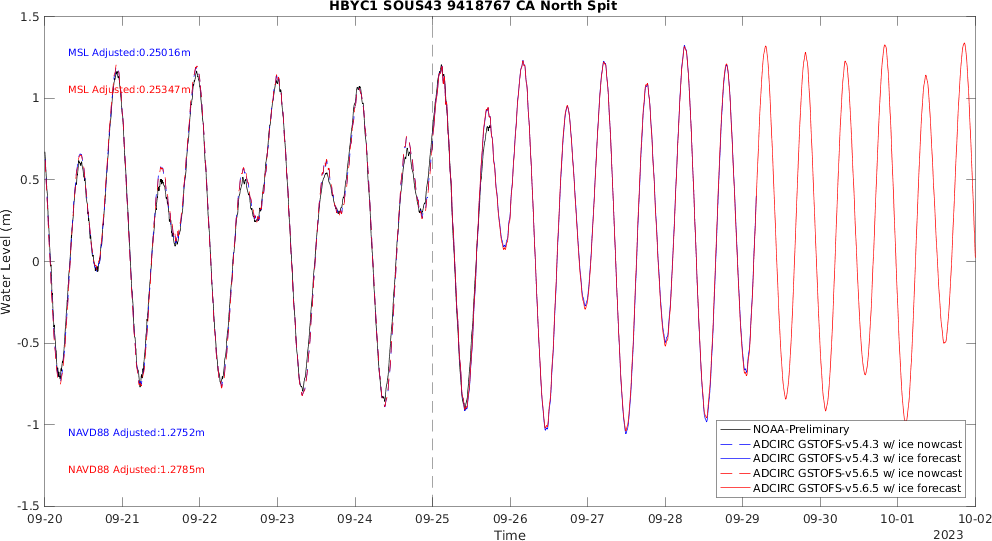 HBYC1 SOUS43 9418767 CA North Spit
1.5
MSL Adjusted:0.25016m
MSL Adjusted:0.25347m
1
0.5
0
-0.5
-1
-1.5
Water Level (m)
NAVD88 Adjusted:1.2752m
NAVD88 Adjusted:1.2785m
NOAA-Preliminary
ADCIRC GSTOFS-v5.4.3 w/ ice nowcast
ADCIRC GSTOFS-v5.4.3 w/ ice forecast
ADCIRC GSTOFS-v5.6.5 w/ ice nowcast
ADCIRC GSTOFS-v5.6.5 w/ ice forecast
09-20 09-21 09-22 09-23 09-24 09-25 09-26 09-27 09-28 09-29 09-30 10-01 10-02
Time
2023